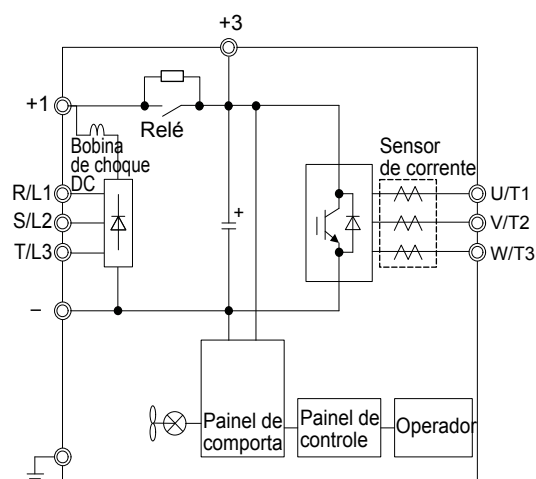 +3
+1
Relé
Bobina
de choque
DC
Sensor
de corrente
R/L1
S/L2
T/L3
U/T1
V/T2
W/T3
+
–
Painel de
comporta
Painel de
controle
Operador